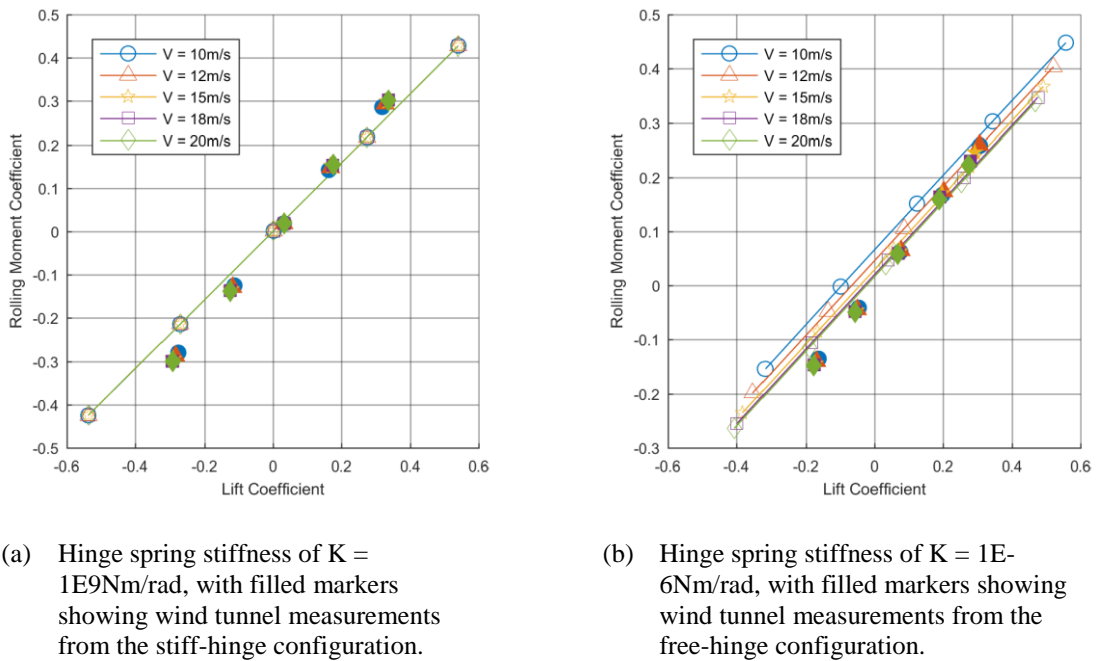 0.5
0.4
0.3
0.2
0.1
0
-0.1
-0.2
-0.3
-0.4
-0.5
-0.6
-0.4
-0.2
0
0.2
0.4
0.6
Rolling Moment Coefficient
Lift Coefficient
V = 10m/s
V = 12m/s
V = 15m/s
V = 18m/s
V = 20m/s
0.5
0.4
0.3
0.2
0.1
0
-0.1
-0.2
-0.3
-0.6
-0.4
-0.2
0
0.2
0.4
0.6
Rolling Moment Coefficient
Lift Coefficient
V = 10m/s
V = 12m/s
V = 15m/s
V = 18m/s
V = 20m/s
(a) Hinge spring stiffness of K =
1E9Nm/rad, with filled markers
showing wind tunnel measurements
from the stiff-hinge configuration.
(b) Hinge spring stiffness of K = 1E-
6Nm/rad, with filled markers showing
wind tunnel measurements from the
free-hinge configuration.